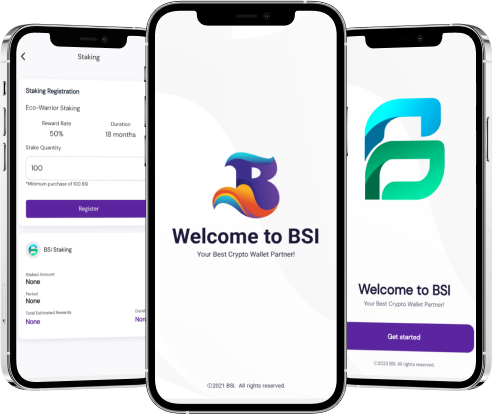 Staking
Staking Registration
Eco-Warrior Staking
Reward Rate
Duration
50%
18 months
Stake Quantity
100
*Minimum purchase of 100 BSI
Register
BSI Staking
Staked Amount
None
Period
None
Total Estimated Rewards
None
B
Welcome to BSI
Your Best Crypto Wallet Partner!
©2021 BSI. All rights reserved.
Welcome to BSI
Your Best Crypto Wallet Partner!
Get started
©2023 BSI. All rights reserved.